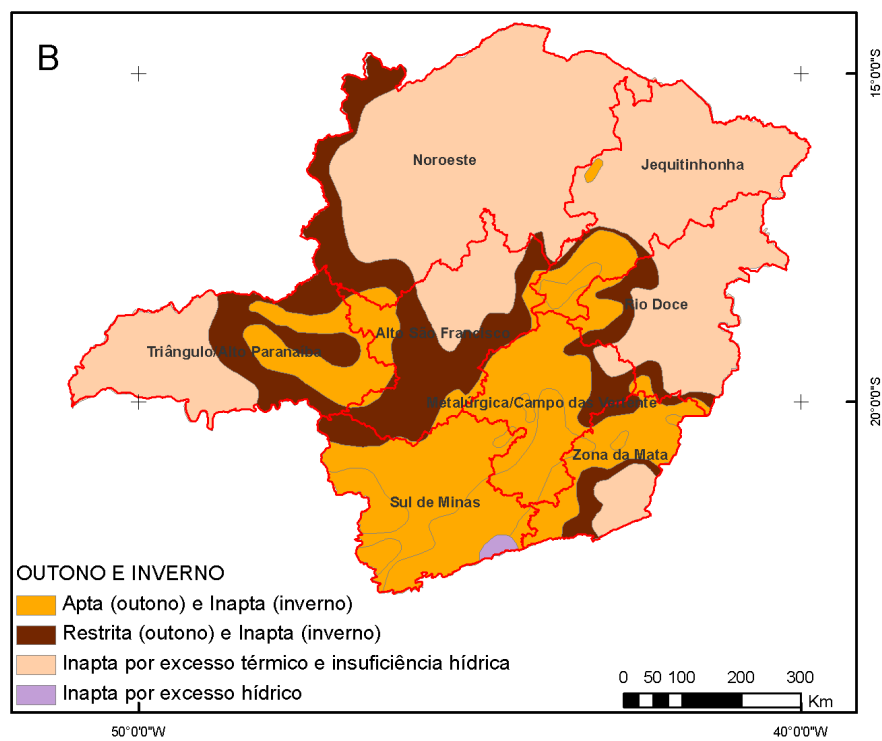 B
15°0'0"S
Noroeste
Jequitinhonha
Rio Doce
Alto São Francisco
Triângulo/Alto Paranaíba
Metalúrgica/Campo das Vertente
20°0'0"S
Zona da Mata
Sul de Minas
OUTONO E INVERNO
Apta (outono) e Inapta (inverno)
Restrita (outono) e Inapta (inverno)
Inapta por excesso térmico e insuficiência hídrica
Inapta por excesso hídrico
0 50 100 200 300
Km
50°0'0"W
40°0'0"W